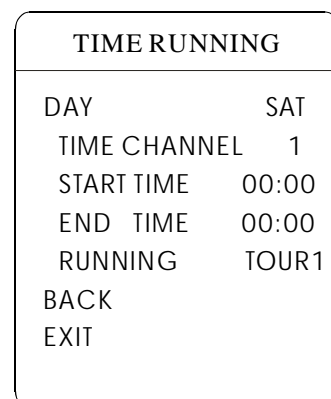 TIME RUNNING
DAY SAT
TIME CHANNEL 1
START TIME 00:00
END TIME 00:00
RUNNING TOUR1
BACK
EXIT